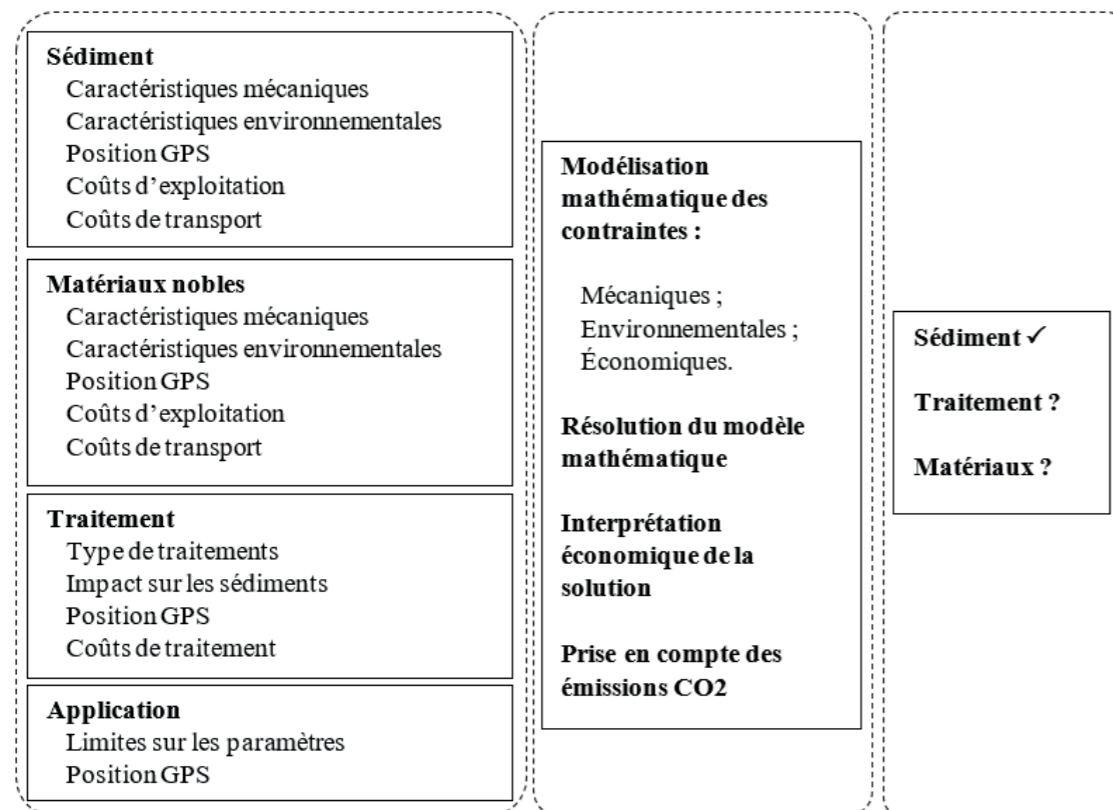 Sédiment
Caractéristiques mécaniques
Caractéristiques environnementales
Position GPS
Coûts d’exploitation
Coûts de transport
Matériaux nobles
Caractéristiques mécaniques
Caractéristiques environnementales
Position GPS
Coûts d’exploitation
Coûts de transport
Traitement
Type de traitements
Impact sur les sédiments
Position GPS
Coûts de traitement
Application
Limites sur les paramètres
Position GPS
Modélisation
mathématique des
contraintes :
Mécaniques ;
Environnementales ;
Économiques.
Résolution du modèle
mathématique
Interprétation
économique de la
solution
Prise en compte des
émissions CO2
Sédiment ✓
Traitement ?
Matériaux ?